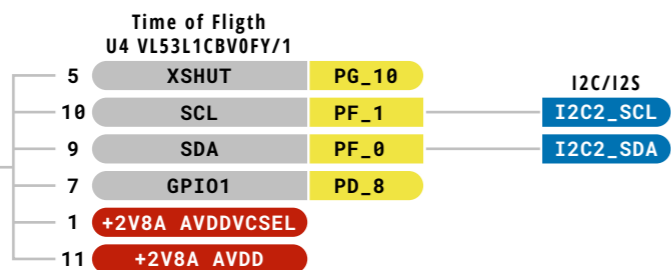 Time of Fligth
U4 VL53L1CBV0FY/1
5 XSHUT PG_10
I2C/I2S
10 SCL PF_1 I2C2_SCL
9 SDA PF_0 I2C2_SDA
7 GPIO1 PD_8
1 +2V8A AVDDVCSEL
11 +2V8A AVDD